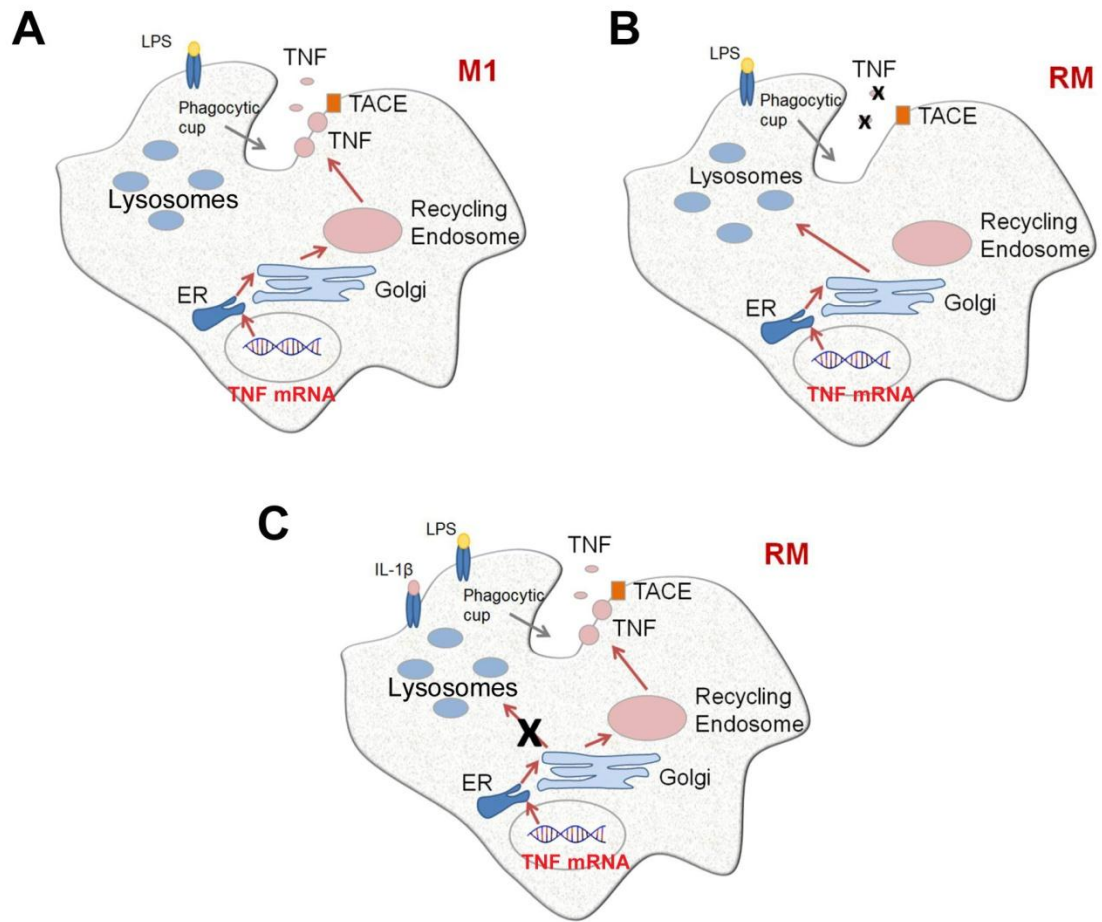 A
LPS
TNF
M1
Phagocytic
cup
TACE
TNF
Lysosomes
Recycling
Endosome
ER
Golgi
TNF mRNA
B
LPS
TNF
X
RM
Phagocytic
cup
X
TACE
Lysosomes
Recycling
Endosome
ER
Golgi
TNF mRNA
C
LPS
TNF
RM
IL-1β
Phagocytic
cup
TACE
TNF
Lysosomes
Recycling
Endosome
X
ER
Golgi
TNF mRNA